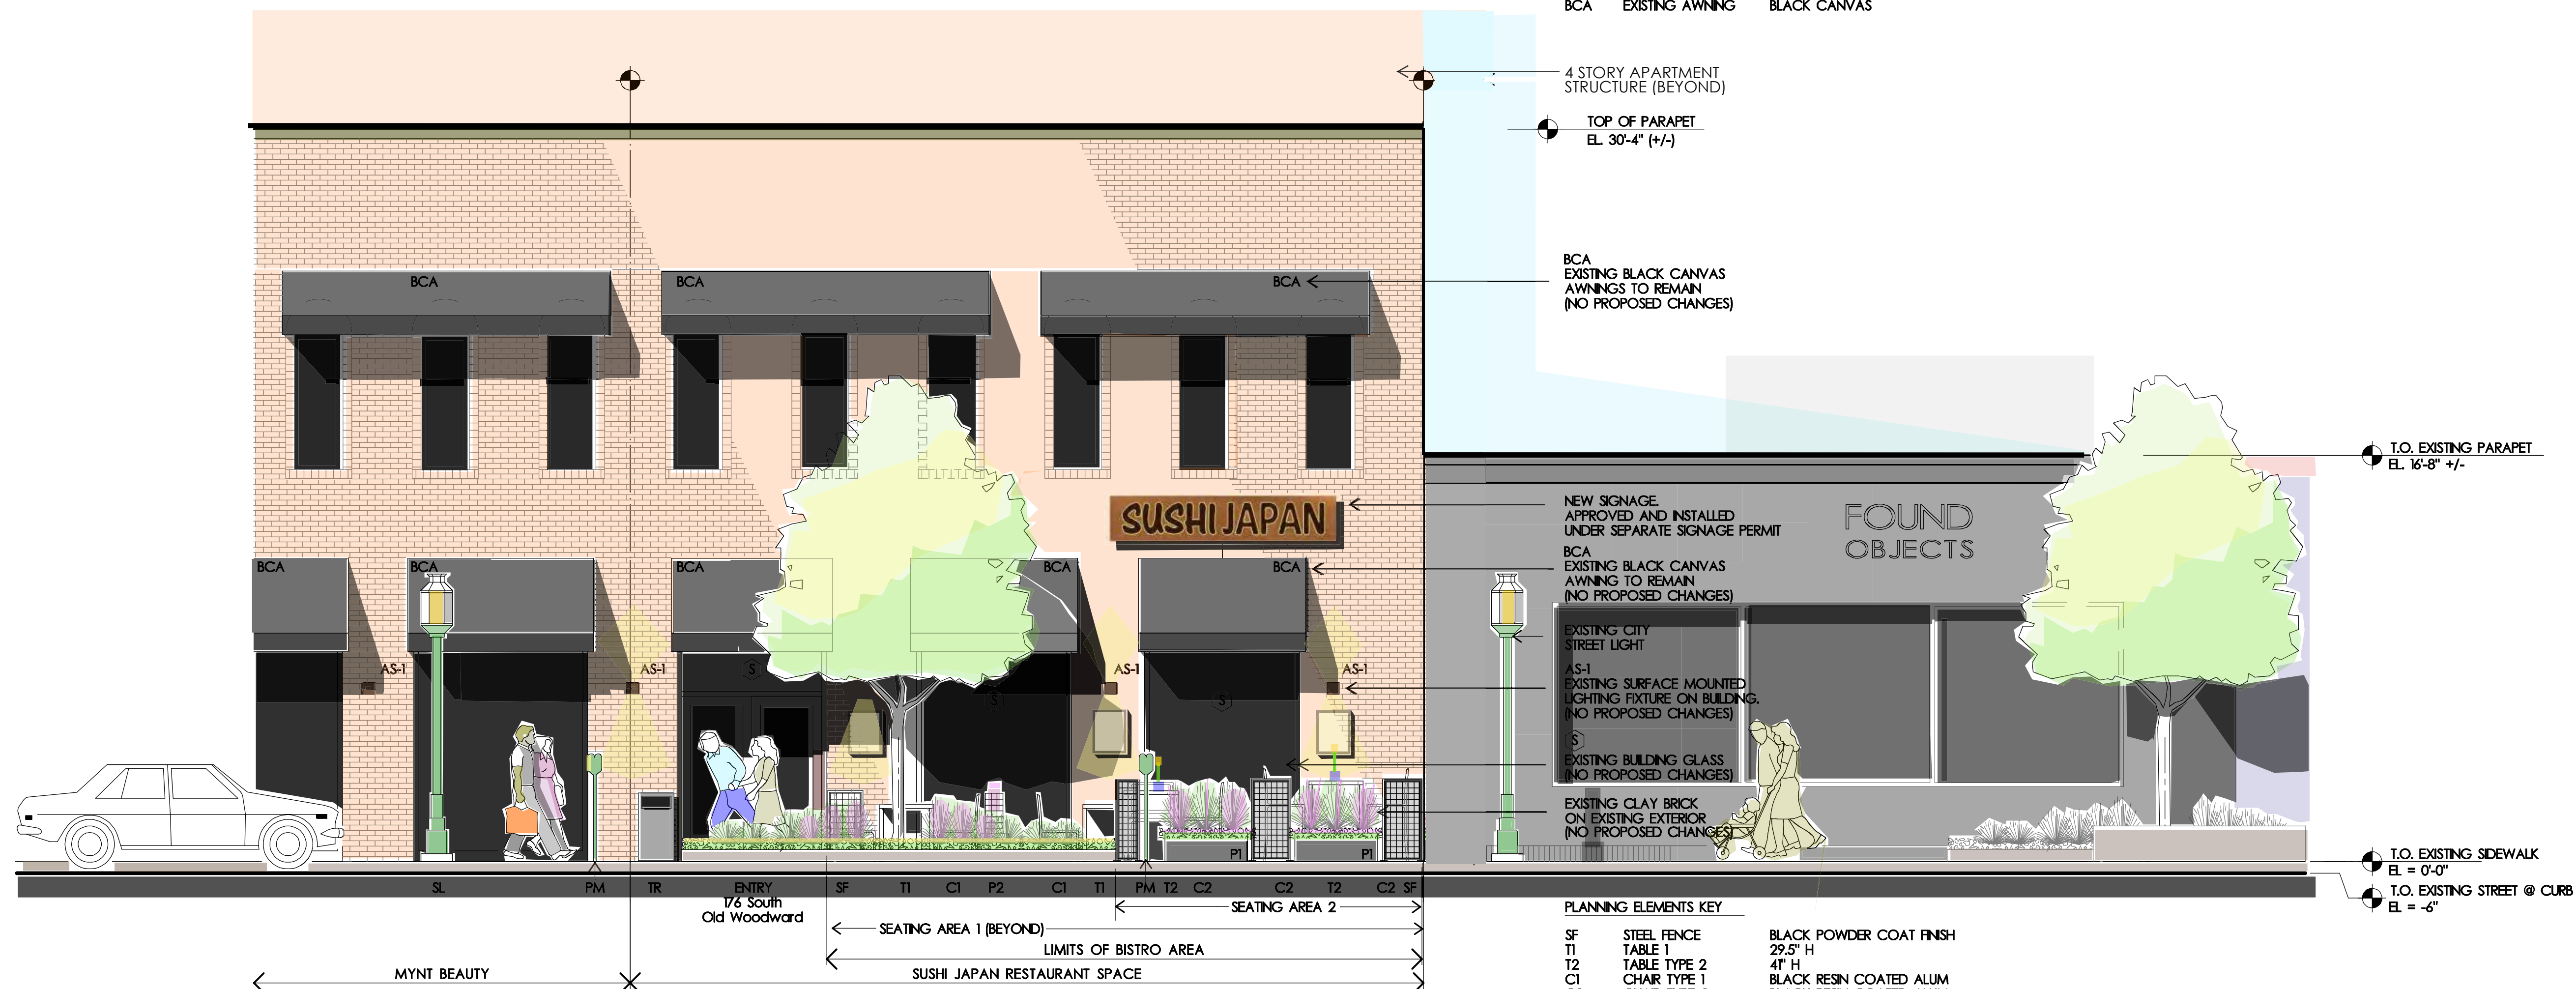 BCA EXISTING AWNING BLACK CANVAS
4 STORY APARTMENT
STRUCTURE (BEYOND)
TOP OF PARAPET
EL. 30'-4" (+/-)
BCA
EXISTING BLACK CANVAS
AWNINGS TO REMAIN
(NO PROPOSED CHANGES)
BCA BCA BCA
T.O. EXISTING PARAPET
EL. 16'-8" +/-
SUSHI JAPAN
NEW SIGNAGE.
APPROVED AND INSTALLED
UNDER SEPARATE SIGNAGE PERMIT
FOUND
OBJECTS
BCA
EXISTING BLACK CANVAS
AWNING TO REMAIN
(NO PROPOSED CHANGES)
BCA BCA BCA BCA BCA
EXISTING CITY
STREET LIGHT
AS-1 AS-1 AS-1 AS-1
S S S
AS-1
EXISTING SURFACE MOUNTED
LIGHTING FIXTURE ON BUILDING.
(NO PROPOSED CHANGES)
S
EXISTING BUILDING GLASS
(NO PROPOSED CHANGES)
EXISTING CLAY BRICK
ON EXISTING EXTERIOR
(NO PROPOSED CHANGES)
P1 P1
T.O. EXISTING SIDEWALK
EL = 0'-0"
T.O. EXISTING STREET @ CURB
EL = -6"
SL PM TR ENTRY SF T1 C1 P2 C1 T1 PM T2 C2 C2 T2 C2 SF
176 South
Old Woodward
SEATING AREA 2
SEATING AREA 1 (BEYOND)
LIMITS OF BISTRO AREA
MYNT BEAUTY SUSHI JAPAN RESTAURANT SPACE
PLANNING ELEMENTS KEY
SF STEEL FENCE BLACK POWDER COAT FINISH
T1 TABLE 1 29.5" H
T2 TABLE TYPE 2 41" H
C1 CHAIR TYPE 1 BLACK RESIN COATED ALUM